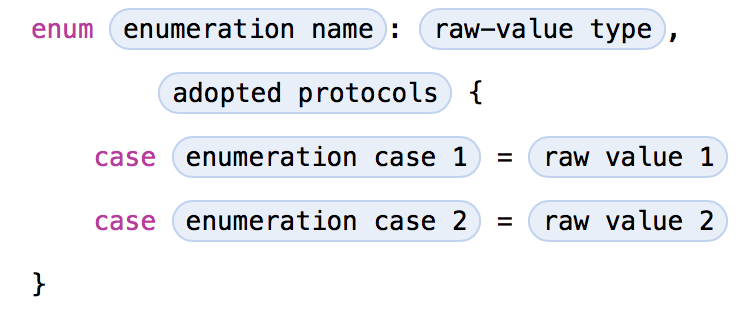 enum enumeration name: raw-value type,
adopted protocols {
case enumeration case 1 = raw value 1
case enumeration case 2 = raw value 2
}